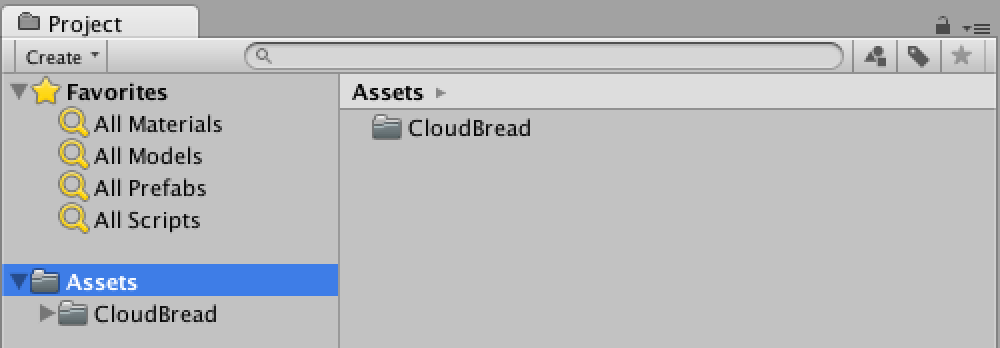 Project
Create
Favorites
All Materials
All Models
All Prefabs
All Scripts
Assets
CloudBread
Assets
CloudBread